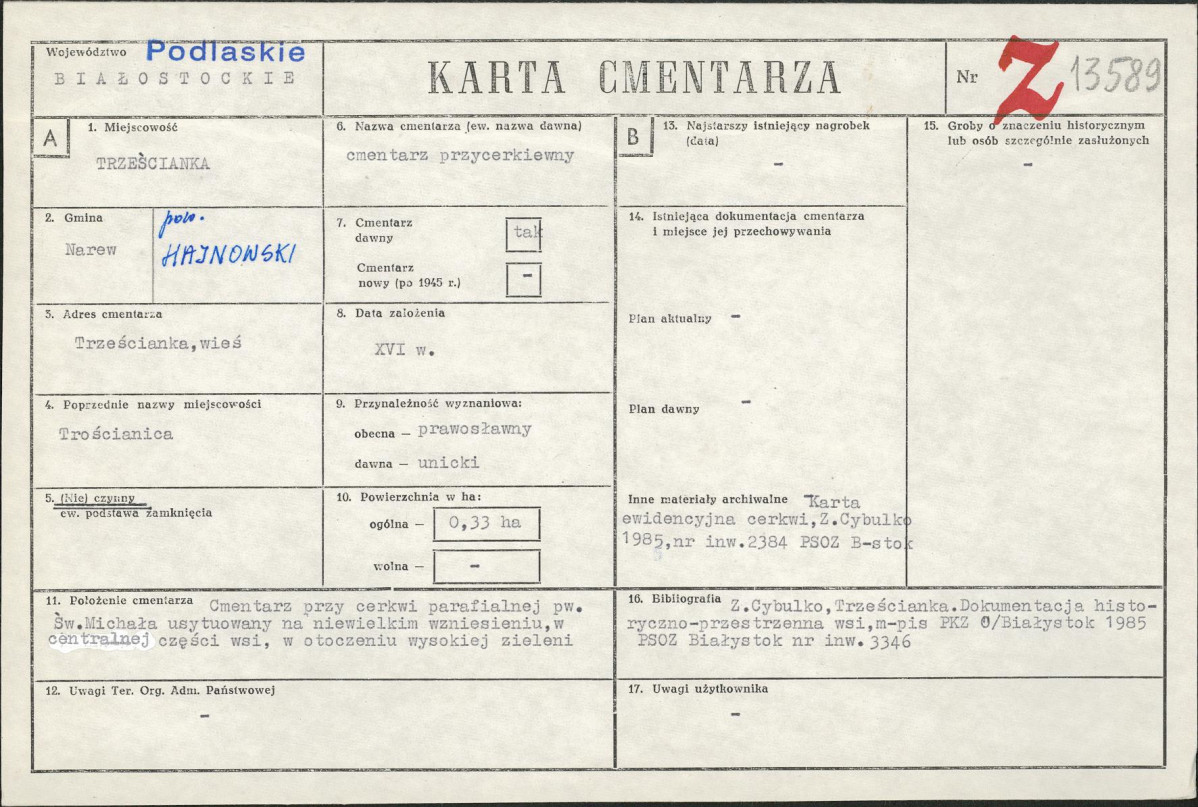 Województwo Podlaskie
BIAŁOSTOCKIE
KARTA CMENTARZA
Nr Z 13589
A
1. Miejscowość
TRZEŚCIANKA
2. Gmina
Narew
pow.
HAJNOWSKI
3. Adres cmentarza
Trześcianka,wieś
4. Poprzednie nazwy miejscowości
Trościanica
5. (Nie) czynny
ew. podstawa zamknięcia
6. Nazwa cmentarza (ew. nazwa dawna)
cmentarz przycerkiewny
7. Cmentarz
dawny
tak
Cmentarz
nowy (po 1945 r.)
-
8. Data założenia
XVI w.
9. Przynależność wyznaniowa:
obecna — prawosławny
dawna — unicki
10. Powierzchnia w ha:
ogólna — 0,33 ha
wolna — -
11. Położenie cmentarza Cmentarz przy cerkwi parafialnej pw.
Św.Michała usytuowany na niewielkim wzniesieniu,w
centralnej części wsi, w otoczeniu wysokiej zieleni
12. Uwagi Ter. Org. Adm. Państwowej
-
B
13. Najstarszy istniejący nagrobek
(data)
-
14. Istniejąca dokumentacja cmentarza
i miejsce jej przechowywania
Plan aktualny -
Plan dawny -
Inne materiały archiwalne Karta
ewidencyjna cerkwi,Z.Cybulko
1985,nr inw.2384 PSOZ B-stok
15. Groby o znaczeniu historycznym
lub osób szczególnie zasłużonych
-
16. Bibliografia Z.Cybulko,Trześcianka.Dokumentacja histo-
ryczno-przestrzenna wsi,m-pis PKZ O/Białystok 1985
PSOZ Białystok nr inw.3346
17. Uwagi użytkownika
-